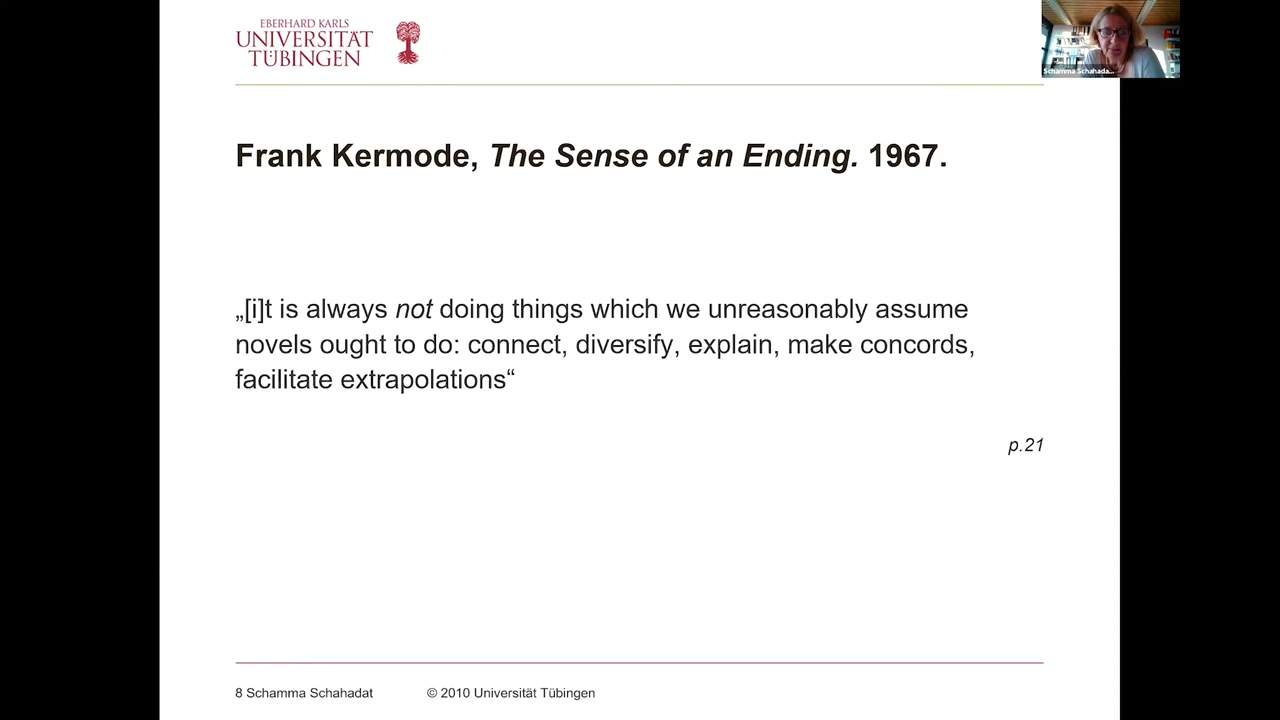 EBERHARD KARLS
UNIVERSITÄT
TÜBINGEN
Schamma Schahada...
Frank Kermode, The Sense of an Ending. 1967.
„[i]t is always not doing things which we unreasonably assume
novels ought to do: connect, diversify, explain, make concords,
facilitate extrapolations“
p.21
8 Schamma Schahadat
© 2010 Universität Tübingen